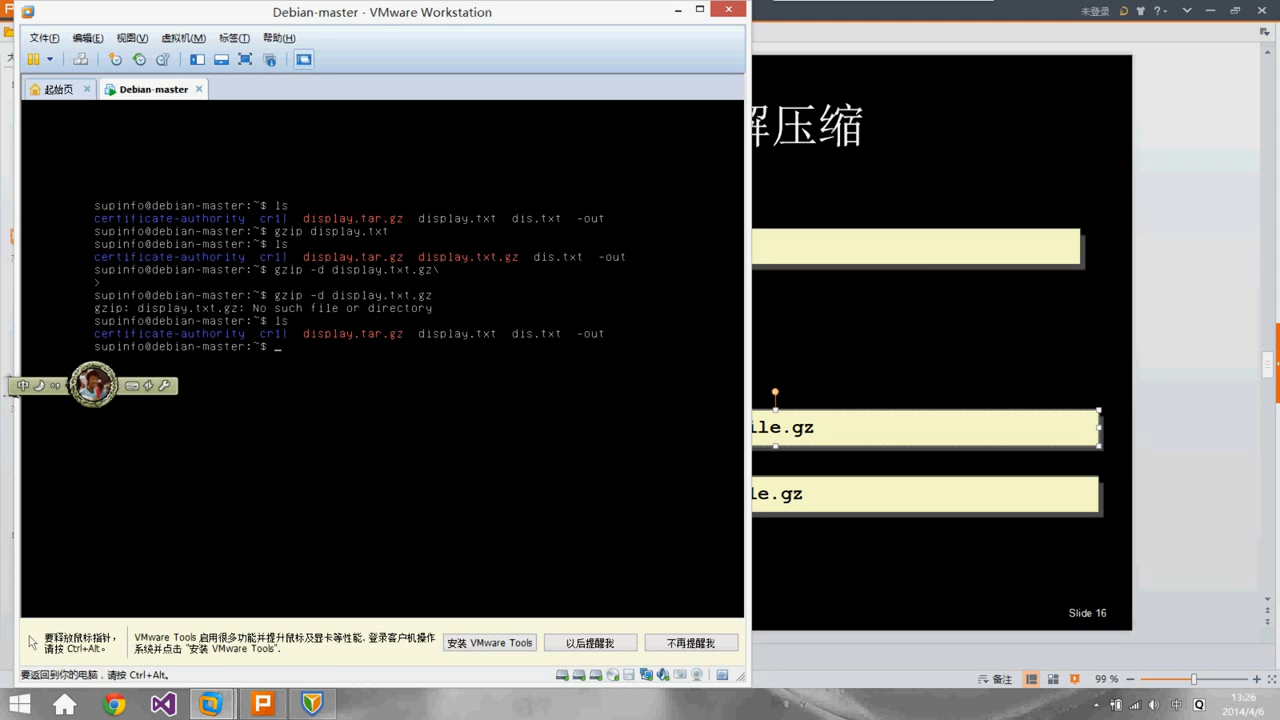 Debian-master - VMware Workstation
未登录
文件(F) 编辑(E) 视图(V) 虚拟机(M) 标签(T) 帮助(H)
起始页
Debian-master
解压缩
supinfo@debian-master:~$ ls
certificate-authority cr1| display.tar.gz display.txt dis.txt -out
supinfo@debian-master:~$ gzip display.txt
supinfo@debian-master:~$ ls
certificate-authority cr1| display.tar.gz display.txt.gz dis.txt -out
supinfo@debian-master:~$ gzip -d display.txt.gz\
>
supinfo@debian-master:~$ gzip -d display.txt.gz
gzip: display.txt.gz: No such file or directory
supinfo@debian-master:~$ ls
certificate-authority cr1| display.tar.gz display.txt dis.txt -out
supinfo@debian-master:~$ _
中
ile.gz
le.gz
Slide 16
要释放鼠标指针，
请按 Ctrl+Alt。
VMware Tools 启用很多功能并提升鼠标及显卡等性能. 登录客户机操作
系统并点击 "安装 VMware Tools".
安装 VMware Tools
以后提醒我
不再提醒我
要返回到你的电脑，请按 Ctrl+Alt。
备注
99 %
中
13:26
2014/4/6